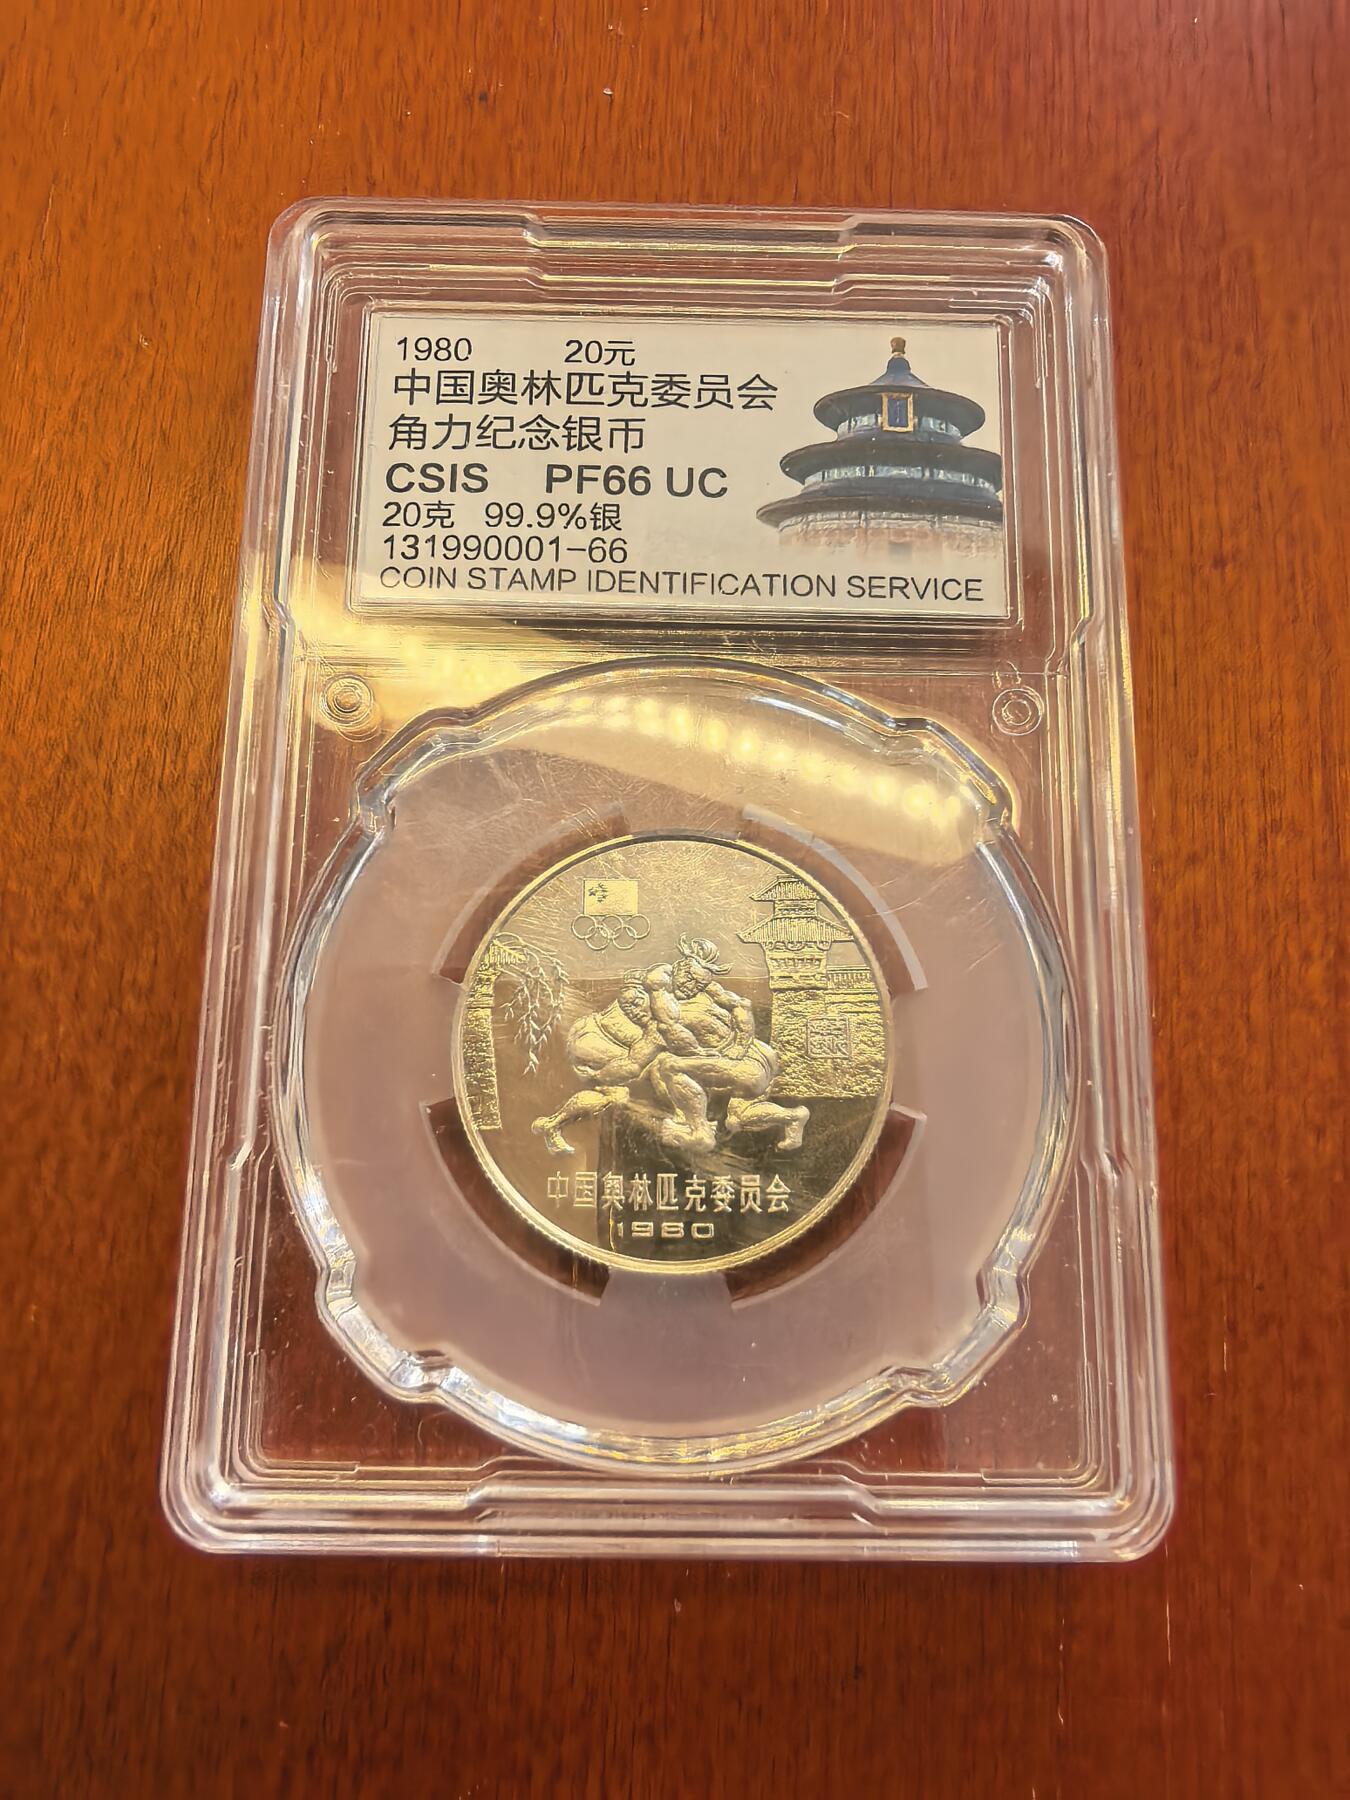 1980 20元
中国奥林匹克委员会
角力纪念银币
CSIS PF66 UC
20克 99.9%银
131990001-66
COIN STAMP IDENTIFICATION SERVICE
中国奥林匹克委员会
1980